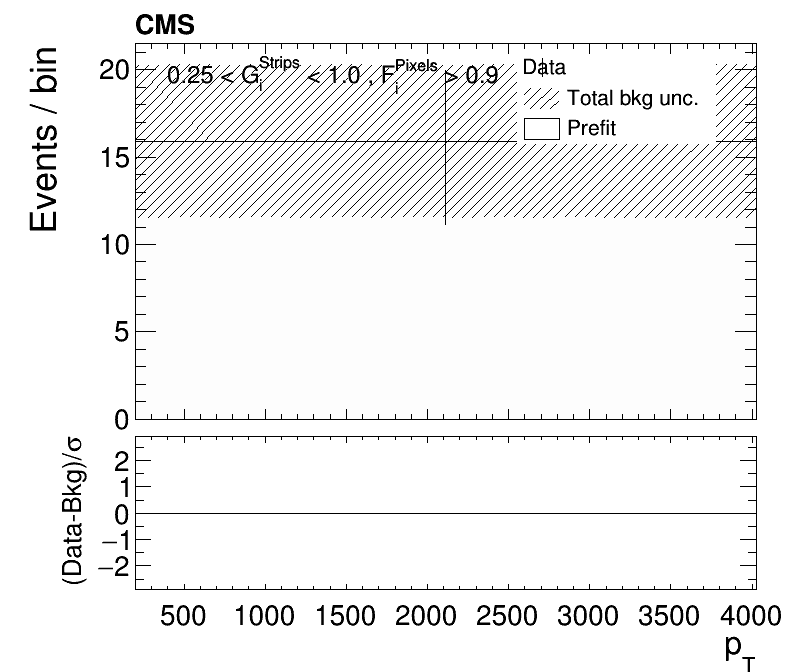 CMS
Events / bin
20
15
10
5
0
0.25 < G_i^Strips < 1.0 , F_i^Pixels > 0.9
Data
Total bkg unc.
Prefit
(Data-Bkg)/σ
2
1
0
−1
−2
500 1000 1500 2000 2500 3000 3500 4000
p_T